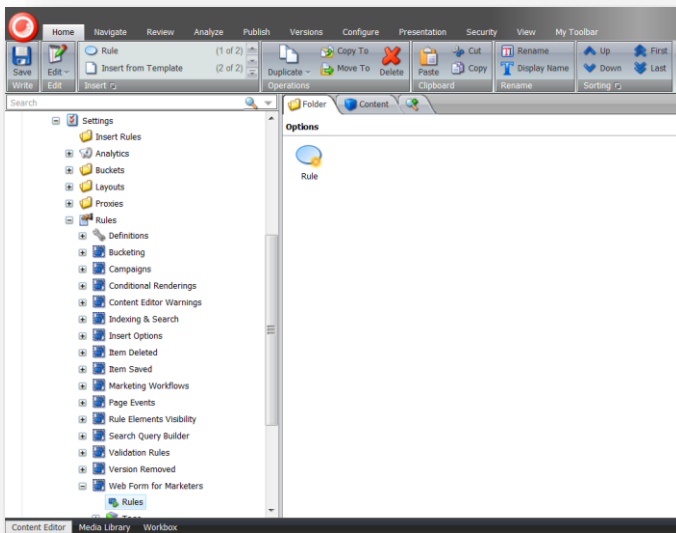 Home Navigate Review Analyze Publish Versions Configure Presentation Security View My Toolbar
Save
Write
Edit
Edit
Rule (1 of 2)
Insert from Template (2 of 2)
Insert
Duplicate
Copy To
Move To
Delete
Operations
Paste
Cut
Copy
Clipboard
Rename
Display Name
Rename
Up
Down
First
Last
Sorting
Search
Settings
Insert Rules
Analytics
Buckets
Layouts
Proxies
Rules
Definitions
Bucketing
Campaigns
Conditional Renderings
Content Editor Warnings
Indexing & Search
Insert Options
Item Deleted
Item Saved
Marketing Workflows
Page Events
Rule Elements Visibility
Search Query Builder
Validation Rules
Version Removed
Web Form for Marketers
Rules
Folder Content
Options
Rule
Content Editor Media Library Workbox